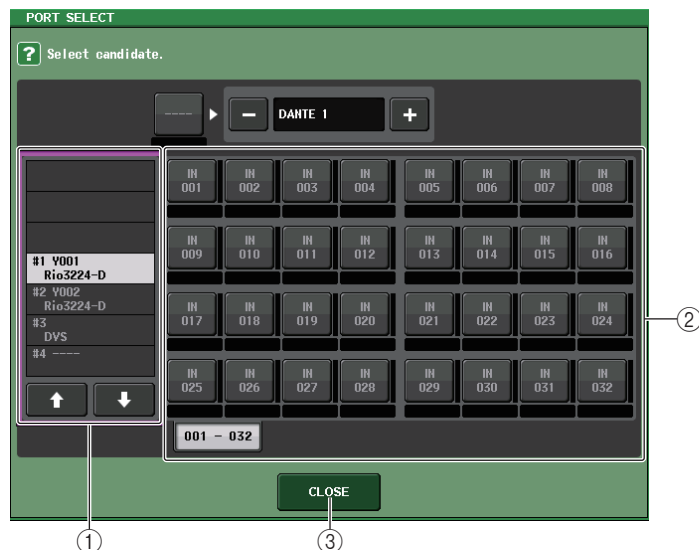 PORT SELECT
? Select candidate.
---- − DANTE 1 +
#1 Y001
Rio3224-D
#2 Y002
Rio3224-D
#3
DVS
#4 ----
IN 001 IN 002 IN 003 IN 004 IN 005 IN 006 IN 007 IN 008
IN 009 IN 010 IN 011 IN 012 IN 013 IN 014 IN 015 IN 016
IN 017 IN 018 IN 019 IN 020 IN 021 IN 022 IN 023 IN 024
IN 025 IN 026 IN 027 IN 028 IN 029 IN 030 IN 031 IN 032
001 - 032
CLOSE
①
②
③